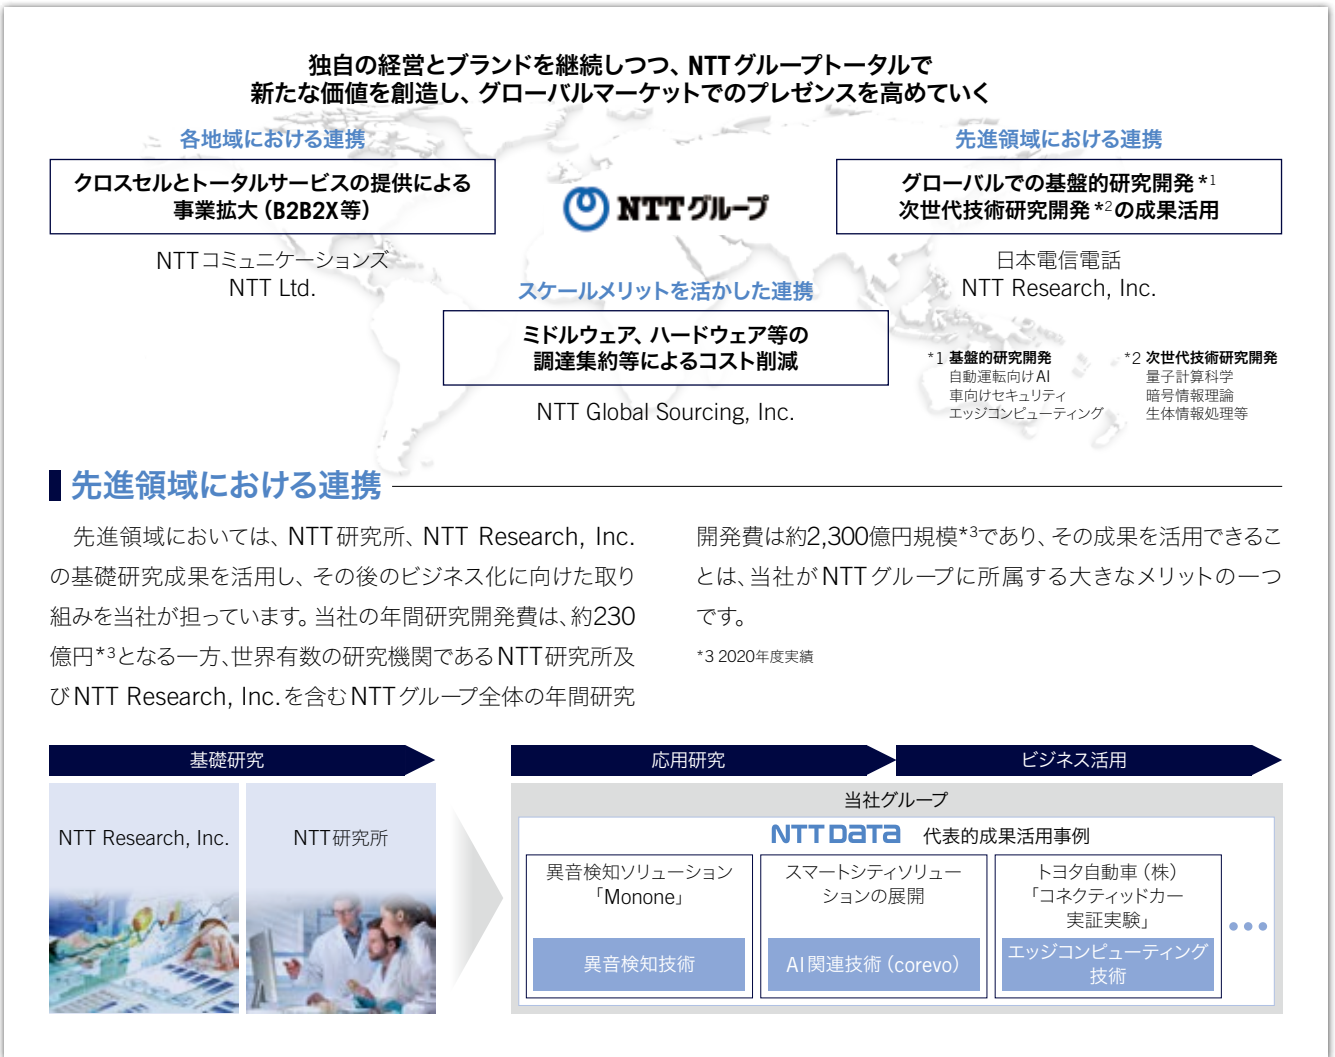 独自の経営とブランドを継続しつつ、NTTグループトータルで
新たな価値を創造し、グローバルマーケットでのプレゼンスを高めていく
各地域における連携
クロスセルとトータルサービスの提供による
事業拡大（B2B2X等）
NTTコミュニケーションズ
NTT Ltd.
NTTグループ
先進領域における連携
グローバルでの基盤的研究開発*1
次世代技術研究開発*2の成果活用
日本電信電話
NTT Research, Inc.
スケールメリットを活かした連携
ミドルウェア、ハードウェア等の
調達集約等によるコスト削減
NTT Global Sourcing, Inc.
*1 基盤的研究開発
自動運転向けAI
車向けセキュリティ
エッジコンピューティング
*2 次世代技術研究開発
量子計算科学
暗号情報理論
生体情報処理等
先進領域における連携
先進領域においては、NTT研究所、NTT Research, Inc.
の基礎研究成果を活用し、その後のビジネス化に向けた取り
組みを当社が担っています。当社の年間研究開発費は、約230
億円*3となる一方、世界有数の研究機関であるNTT研究所及
びNTT Research, Inc.を含むNTTグループ全体の年間研究
開発費は約2,300億円規模*3であり、その成果を活用できるこ
とは、当社がNTTグループに所属する大きなメリットの一つ
です。
*3 2020年度実績
基礎研究
NTT Research, Inc.
NTT研究所
応用研究
ビジネス活用
当社グループ
NTT DATA 代表的成果活用事例
異音検知ソリューション
「Monone」
異音検知技術
スマートシティソリュー
ションの展開
AI関連技術（corevo）
トヨタ自動車（株）
「コネクティッドカー
実証実験」
エッジコンピューティング
技術